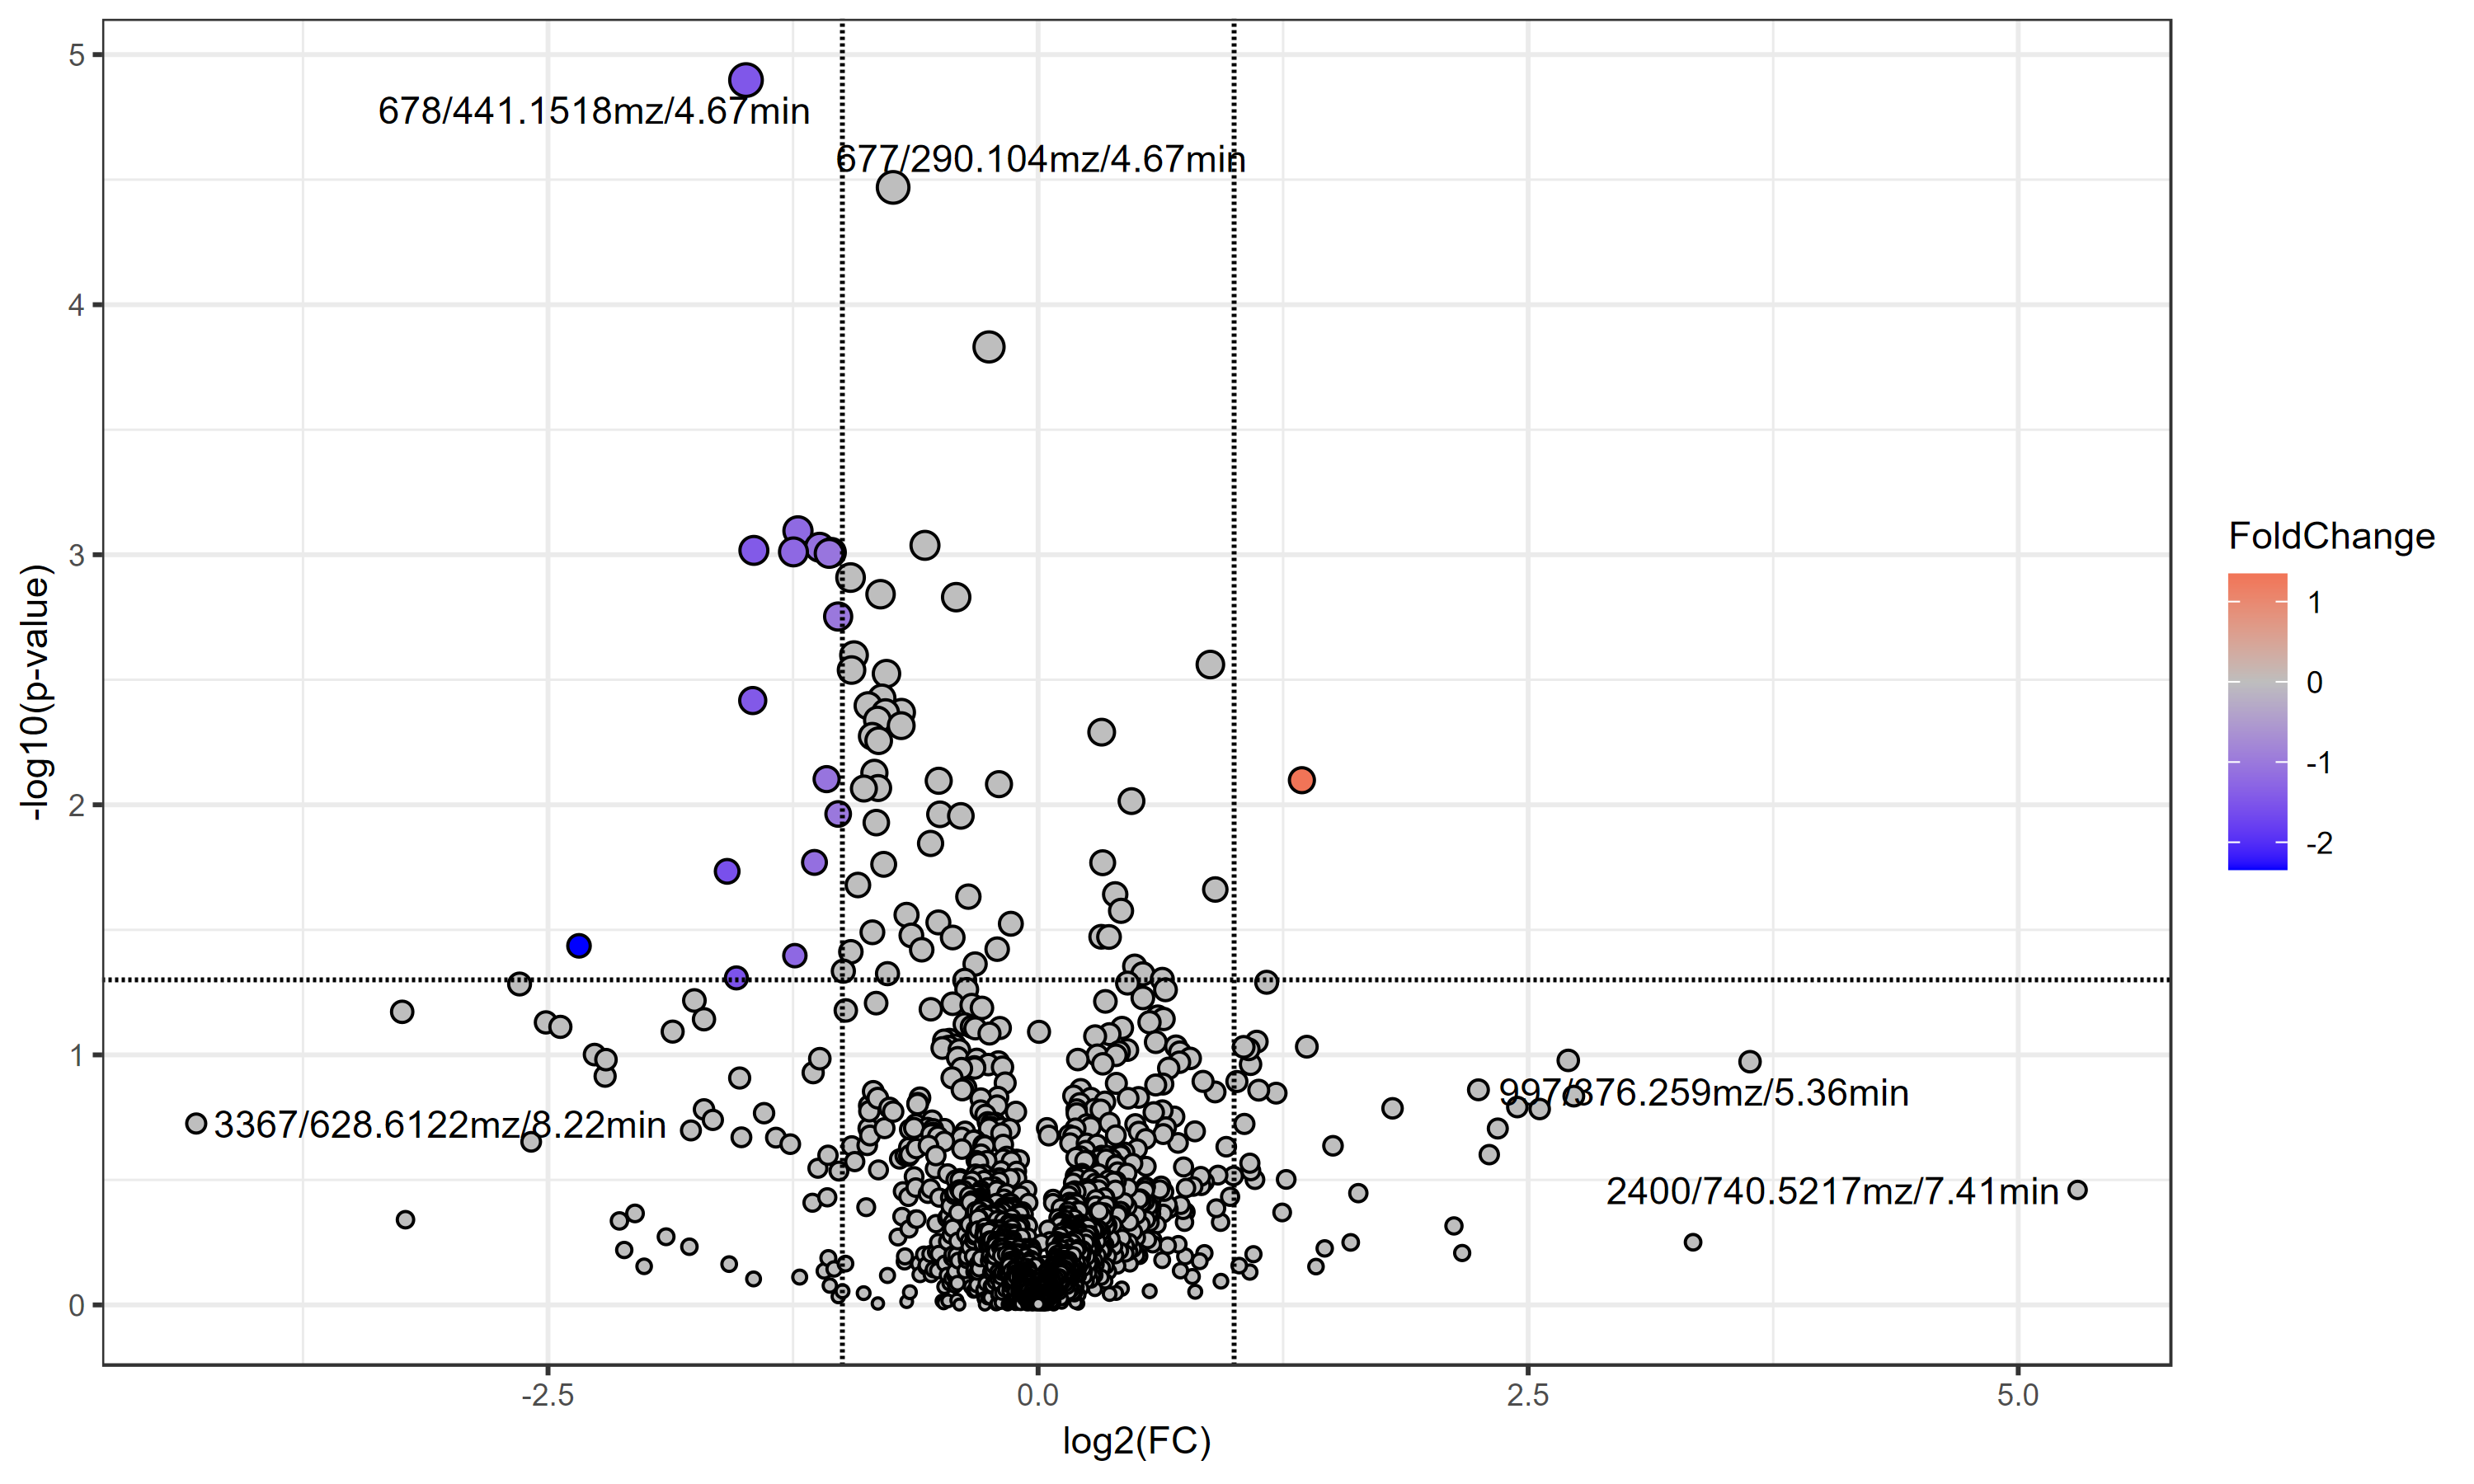 5
678/441.1518mz/4.67min
677/290.104mz/4.67min
4
3
2
1
0
-log10(p-value)
997/376.259mz/5.36min
3367/628.6122mz/8.22min
2400/740.5217mz/7.41min
-2.5
0.0
2.5
5.0
log2(FC)
FoldChange
1
0
-1
-2